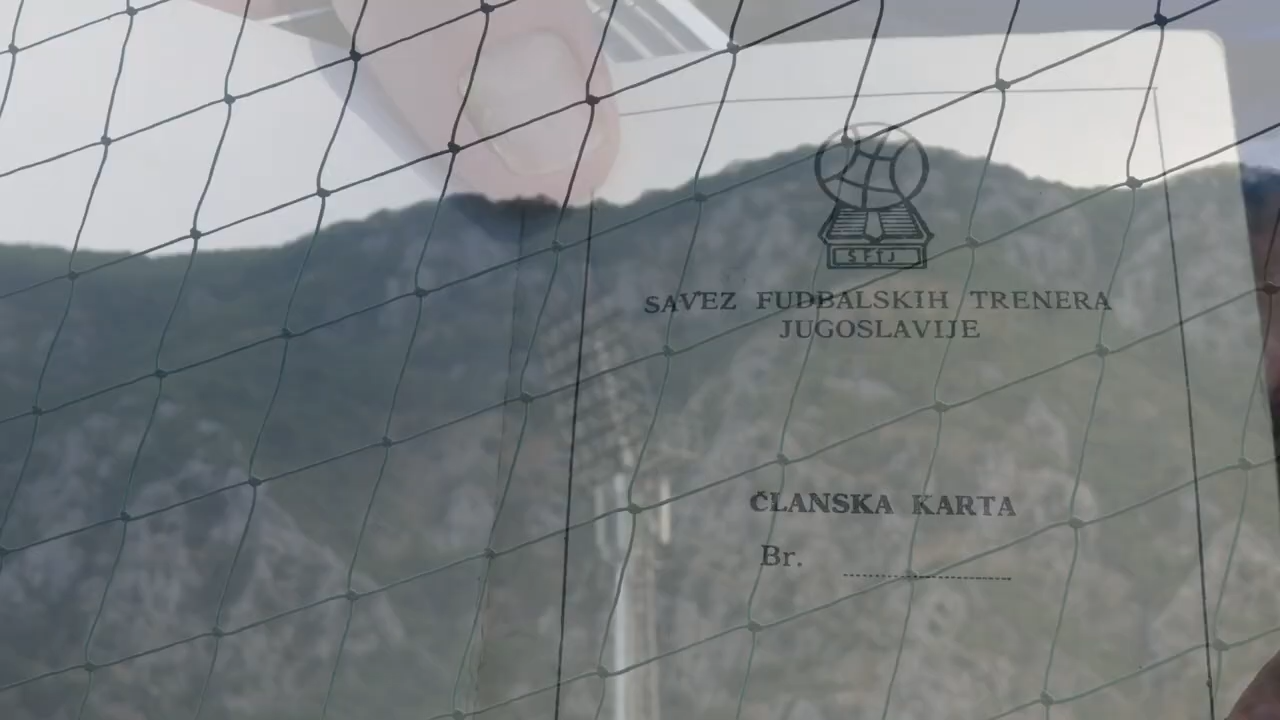 SFTJ
SAVEZ FUDBALSKIH TRENERA
JUGOSLAVIJE
ČLANSKA KARTA
Br.